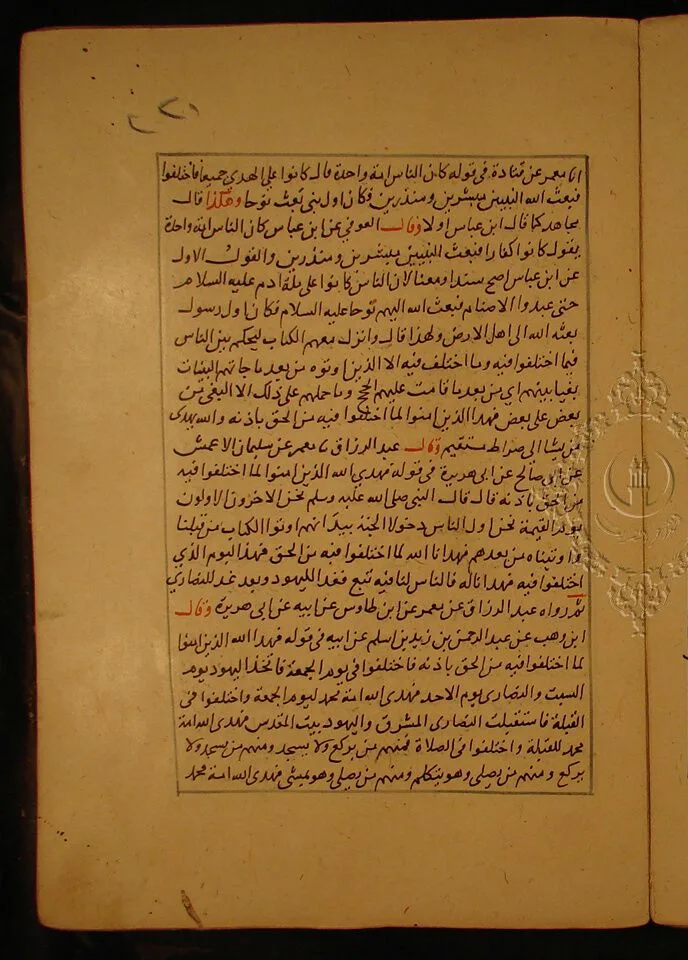 انا معمر عن قتادة في قوله كان الناس امة واحدة قال كانوا على الهدى جميعا فاختلفوا
فبعث الله النبيين مبشرين ومنذرين فكان اول نبي بعث نوحا وهكذا قال
مجاهد كما قال ابن عباس اولا وقال العوفي عن ابن عباس كان الناس امة واحدة
يقول كانوا كفارا فبعث النبيين مبشرين ومنذرين والقول الاول
عن ابن عباس اصح سندا ومعنا لان الناس كانوا على ملة ادم عليه السلام
حتى عبدوا الاصنام فبعث الله اليهم نوحا عليه السلام فكان اول رسول
بعثه الله الى اهل الارض ولهذا قال وانزل معهم الكتاب ليحكم بين الناس
فيما اختلفوا فيه وما اختلف فيه الا الذين اوتوه من بعد ما جاتهم البينات
بغيا بينهم اي من بعد ما قامت عليهم الحجج وما حملهم على ذلك الا البغي من
بعض على بعض فهدا الذين امنوا لما اختلفوا فيه من الحق باذنه والله يهدى
من يشا الى صراط مستقيم وقال عبد الرزاق نا معمر عن سليمان الاعمش
عن ابي صالح عن ابي هريرة في قوله فهدى الله الذين امنوا لما اختلفوا فيه
من الحق باذنه قال قال النبي صلى الله عليه وسلم نحن الاخرون الاولون
يوم القيمة نحن اول الناس دخولا الجنة بيد انهم اوتوا الكتاب من قبلنا
واوتيناه من بعدهم فهدانا الله لما اختلفوا فيه من الحق فهذا اليوم الذي
اختلفوا فيه فهدانا له فالناس لنا فيه تبع فغدا لليهود وبعد غد للنصارى
ثم رواه عبد الرزاق عن معمر عن ابن طاوس عن ابيه عن ابي هريرة وقال
ابن وهب عن عبد الرحمن بن زيد بن اسلم عن ابيه في قوله فهدا الله الذين امنوا
لما اختلفوا فيه من الحق باذنه فاختلفوا في يوم الجمعة فاتخذ اليهود يوم
السبت والنصارى يوم الاحد فهدى الله امة محمد ليوم الجمعة واختلفوا في
القبلة فاستقبلت النصارى المشرق واليهود بيت المقدس فهدى الله امة
محمد للقبلة واختلفوا في الصلاة فمنهم من يركع ولا يسجد ومنهم من يسجد ولا
يركع ومنهم من يصلي وهو يتكلم ومنهم من يصلي وهو يمشي فهدى الله امة محمد